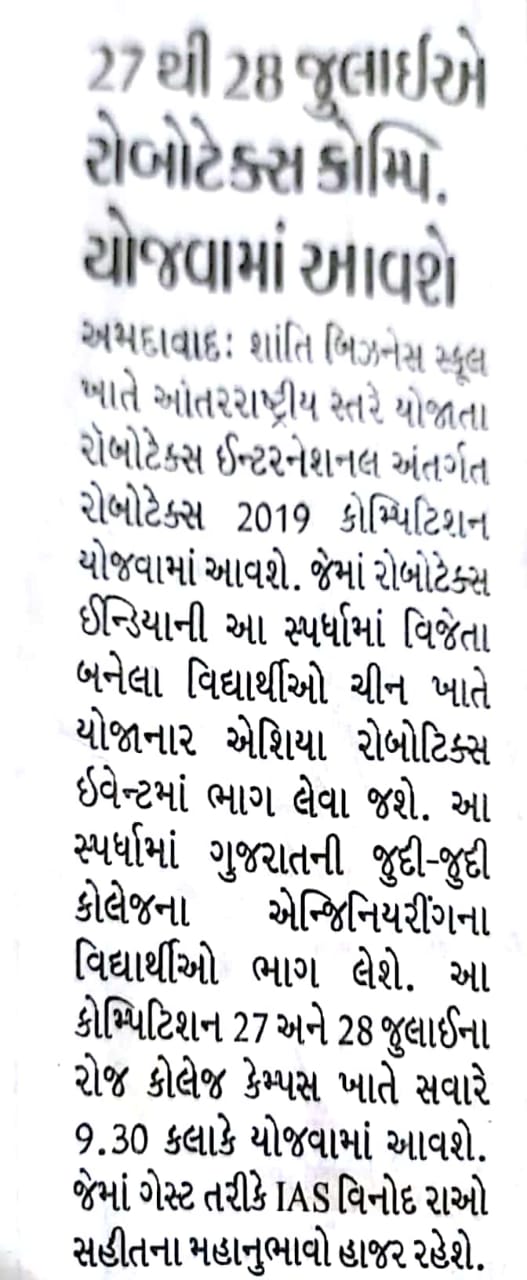 27 થી 28 જુલાઈએ
રોબોટેક્સ કોમ્પિ.
યોજવામાં આવશે
અમદાવાદ: શાંતિ બિઝનેસ સ્કૂલ
ખાતે આંતરરાષ્ટ્રીય સ્તરે યોજાતા
રૉબોટેક્સ ઈન્ટરનેશનલ અંતર્ગત
રોબોટેક્સ 2019 કોમ્પિટિશન
યોજવામાં આવશે. જેમાં રોબોટેક્સ
ઈન્ડિયાની આ સ્પર્ધામાં વિજેતા
બનેલા વિદ્યાર્થીઓ ચીન ખાતે
યોજાનાર એશિયા રોબોટિક્સ
ઇવેન્ટમાં ભાગ લેવા જશે. આ
સ્પર્ધામાં ગુજરાતની જુદી-જુદી
કોલેજના એન્જિનિયરીંગના
વિદ્યાર્થીઓ ભાગ લેશે. આ
કોમ્પિટિશન 27 અને 28 જુલાઈના
રોજ કોલેજ કેમ્પસ ખાતે સવારે
9.30 કલાકે યોજવામાં આવશે.
જેમાં ગેસ્ટ તરીકે IAS વિનોદ રાઓ
સહીતના મહાનુભાવો હાજર રહેશે.